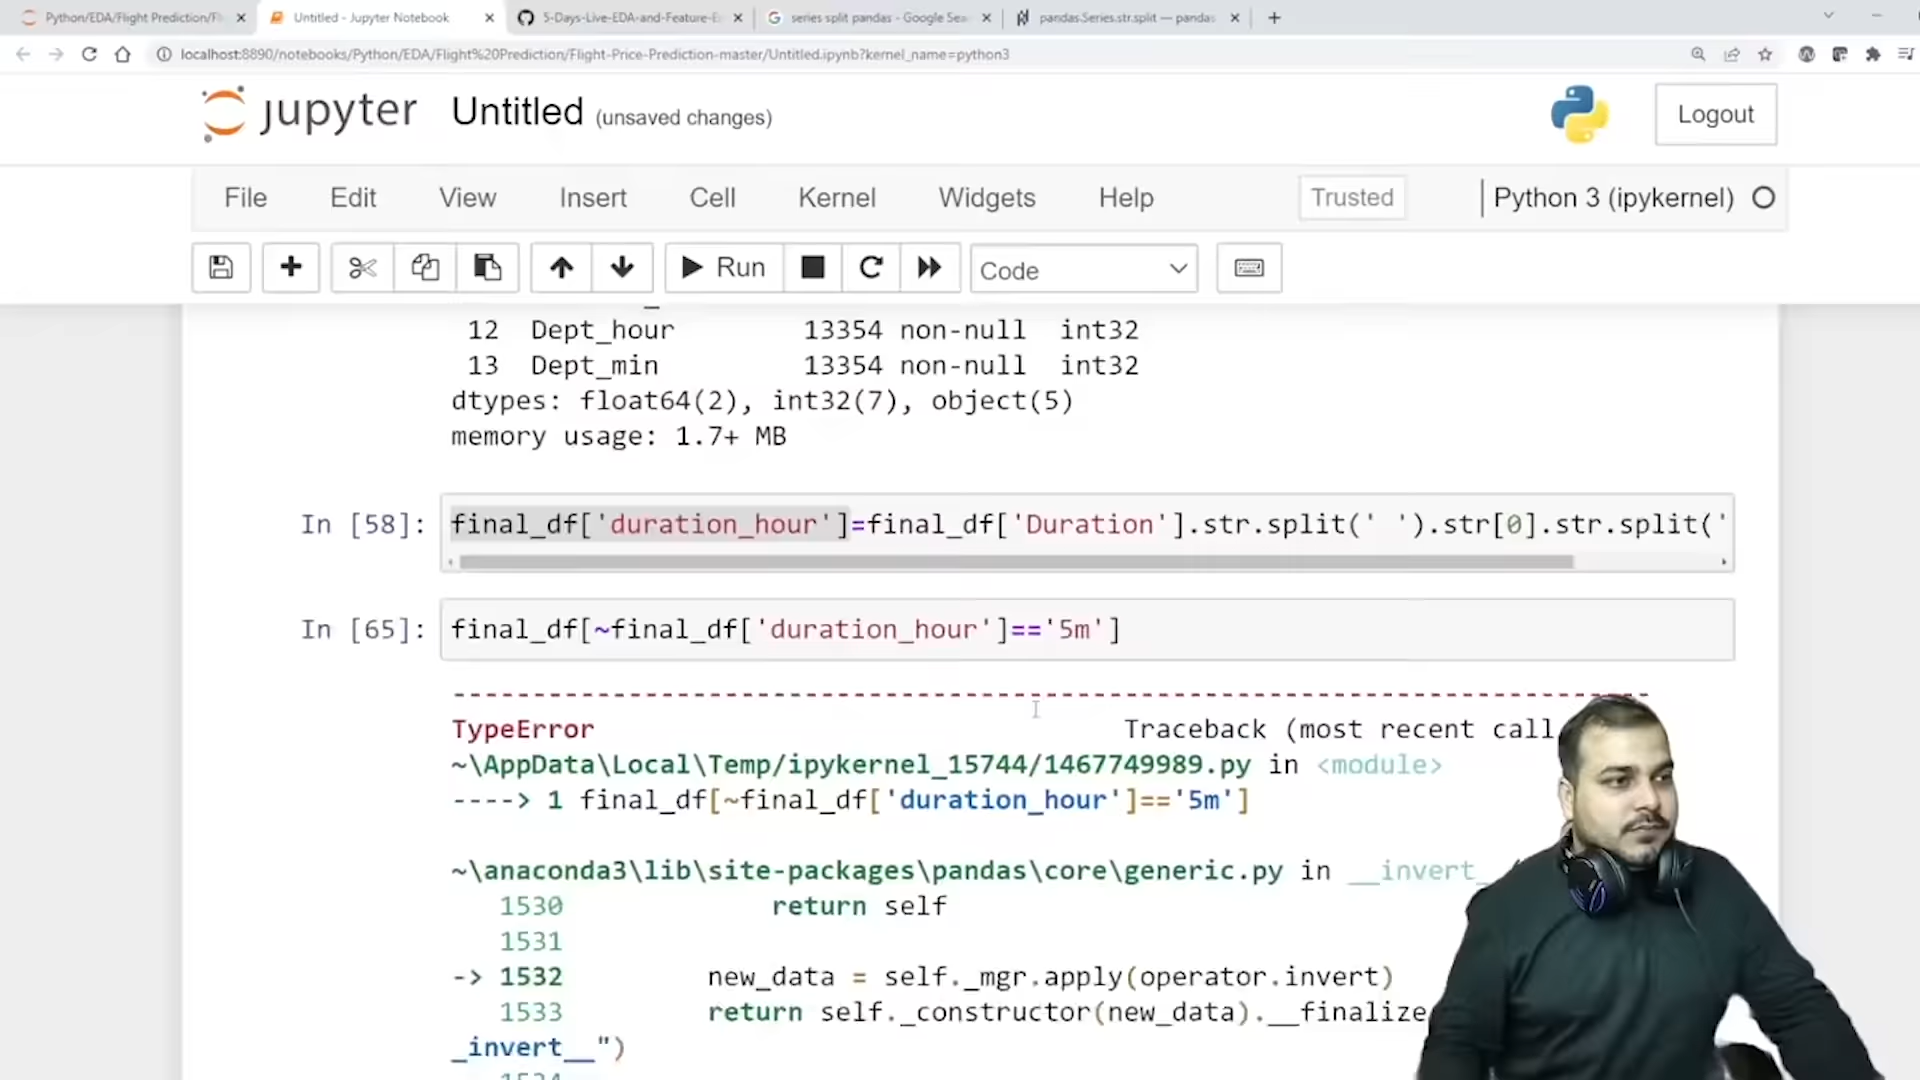 Python/EDA/Flight Prediction/Fl
Untitled - Jupyter Notebook
5-Days-Live-EDA-and-Feature-E
series split pandas - Google Sea
pandas.Series.str.split — pandas
localhost:8890/notebooks/Python/EDA/Flight%20Prediction/Flight-Price-Prediction-master/Untitled.ipynb?kernel_name=python3
jupyter Untitled (unsaved changes)
Logout
File Edit View Insert Cell Kernel Widgets Help Trusted Python 3 (ipykernel)
Run Code
12 Dept_hour 13354 non-null int32
13 Dept_min 13354 non-null int32
dtypes: float64(2), int32(7), object(5)
memory usage: 1.7+ MB
In [58]: final_df['duration_hour']=final_df['Duration'].str.split(' ').str[0].str.split('
In [65]: final_df[~final_df['duration_hour']=='5m']
---------------------------------------------------------------------------
TypeError Traceback (most recent call
~\AppData\Local\Temp/ipykernel_15744/1467749989.py in <module>
----> 1 final_df[~final_df['duration_hour']=='5m']
~\anaconda3\lib\site-packages\pandas\core\generic.py in __invert_
1530 return self
1531
-> 1532 new_data = self._mgr.apply(operator.invert)
1533 return self._constructor(new_data).__finalize
_invert__")